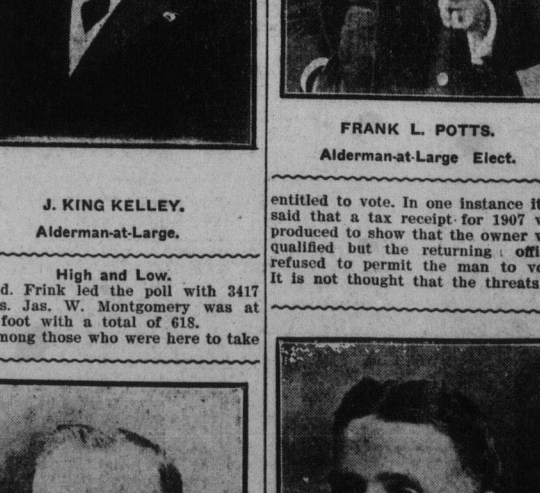 J. KING KELLEY.
Alderman-at-Large.
High and Low.
d. Frink led the poll with 3417
s. Jas. W. Montgomery was at
foot with a total of 618.
mong those who were here to take
FRANK L. POTTS.
Alderman-at-Large Elect.
entitled to vote. In one instance it
said that a tax receipt for 1907
produced to show that the owner
qualified but the returning offi
refused to permit the man to vo
It is not thought that the threats